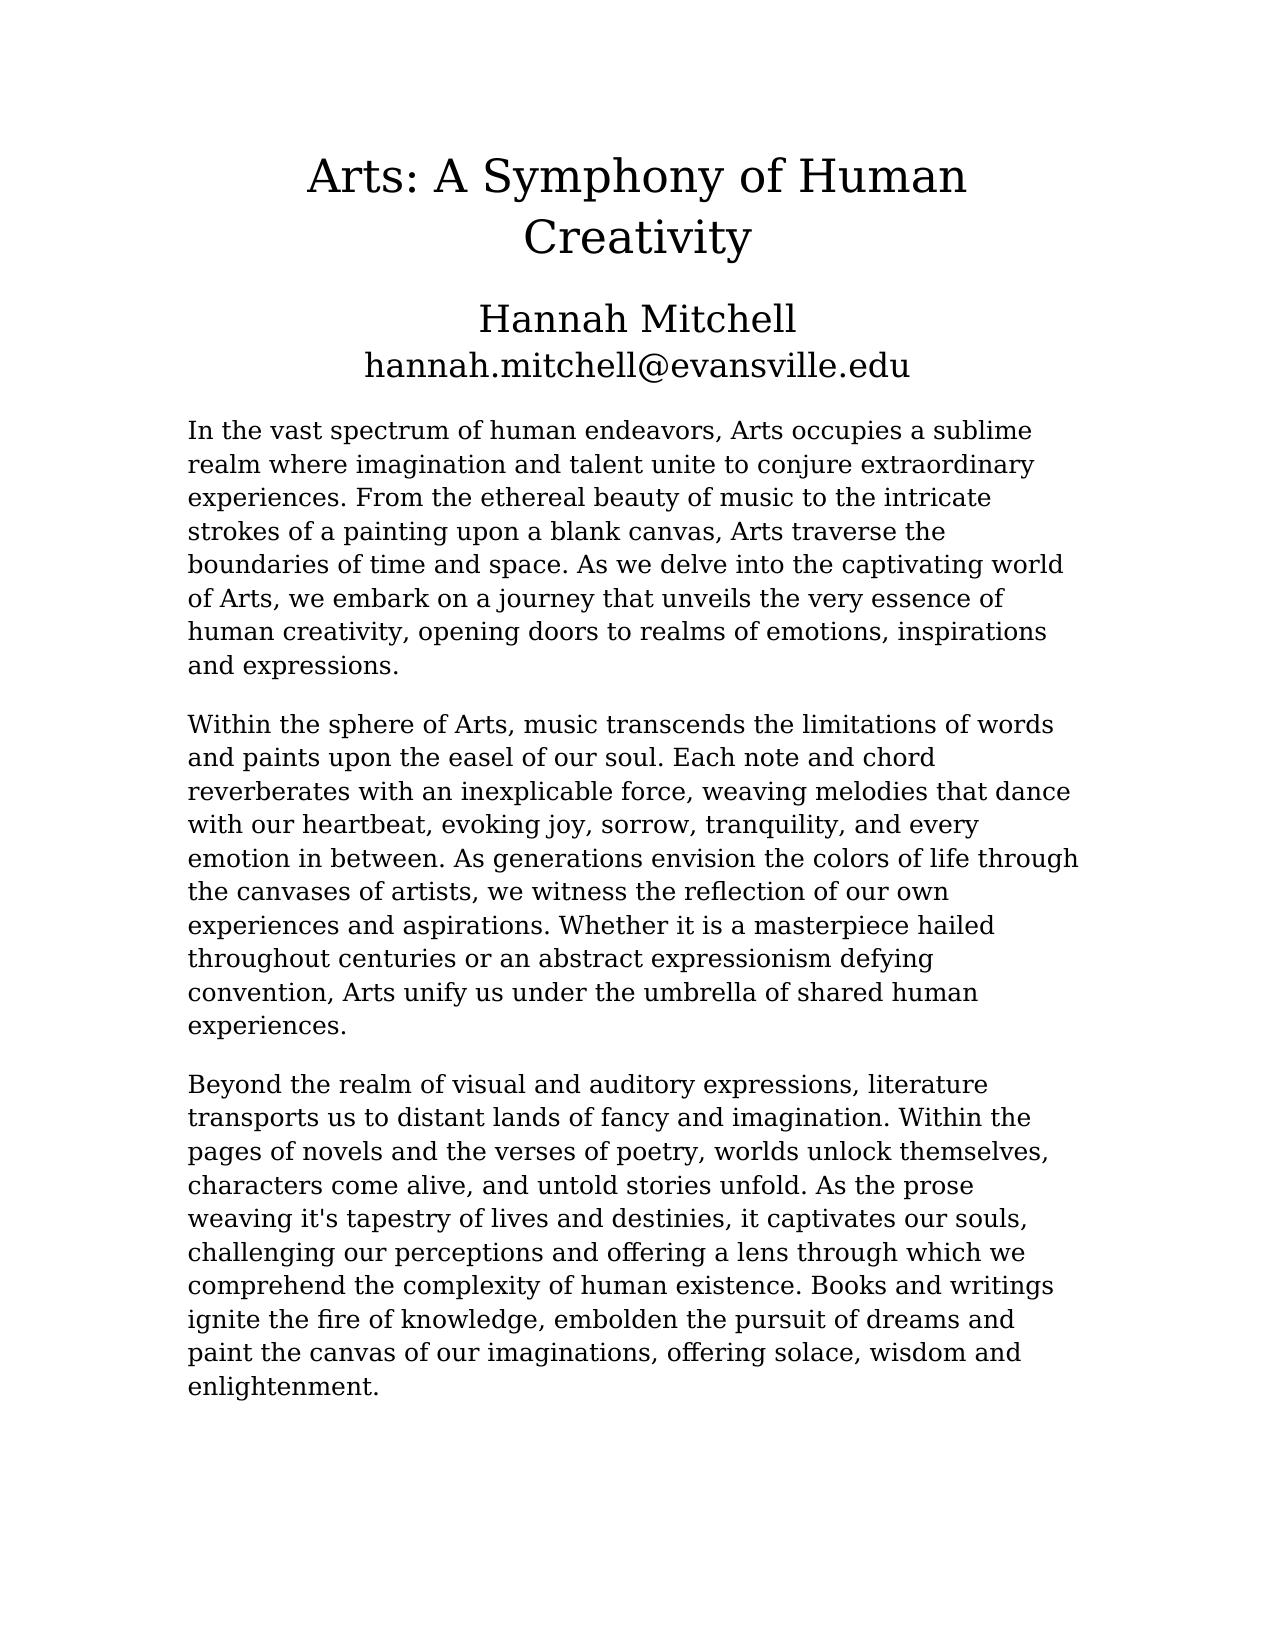 Arts: A Symphony of Human
Creativity
Hannah Mitchell
hannah.mitchell@evansville.edu
In the vast spectrum of human endeavors, Arts occupies a sublime
realm where imagination and talent unite to conjure extraordinary
experiences. From the ethereal beauty of music to the intricate
strokes of a painting upon a blank canvas, Arts traverse the
boundaries of time and space. As we delve into the captivating world
of Arts, we embark on a journey that unveils the very essence of
human creativity, opening doors to realms of emotions, inspirations
and expressions.
Within the sphere of Arts, music transcends the limitations of words
and paints upon the easel of our soul. Each note and chord
reverberates with an inexplicable force, weaving melodies that dance
with our heartbeat, evoking joy, sorrow, tranquility, and every
emotion in between. As generations envision the colors of life through
the canvases of artists, we witness the reflection of our own
experiences and aspirations. Whether it is a masterpiece hailed
throughout centuries or an abstract expressionism defying
convention, Arts unify us under the umbrella of shared human
experiences.
Beyond the realm of visual and auditory expressions, literature
transports us to distant lands of fancy and imagination. Within the
pages of novels and the verses of poetry, worlds unlock themselves,
characters come alive, and untold stories unfold. As the prose
weaving it's tapestry of lives and destinies, it captivates our souls,
challenging our perceptions and offering a lens through which we
comprehend the complexity of human existence. Books and writings
ignite the fire of knowledge, embolden the pursuit of dreams and
paint the canvas of our imaginations, offering solace, wisdom and
enlightenment.